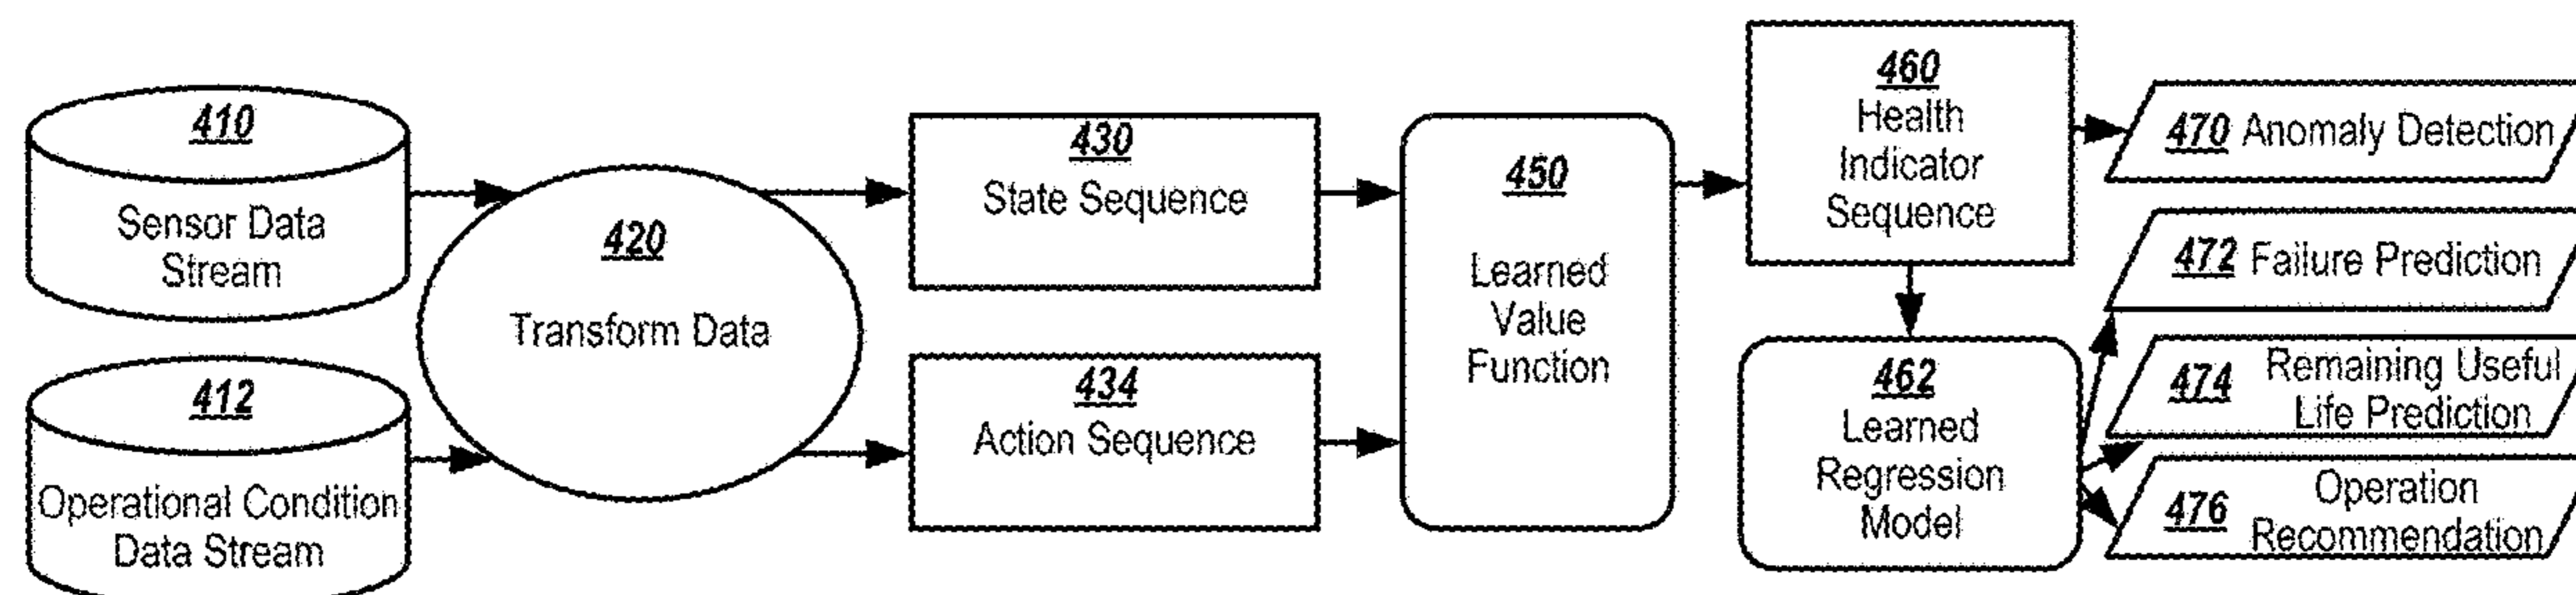 410
Sensor Data
Stream
412
Operational Condition
Data Stream
420
Transform Data
430
State Sequence
434
Action Sequence
450
Learned
Value
Function
460
Health
Indicator
Sequence
462
Learned
Regression
Model
470 Anomaly Detection
472 Failure Prediction
474 Remaining Useful
Life Prediction
476 Operation
Recommendation